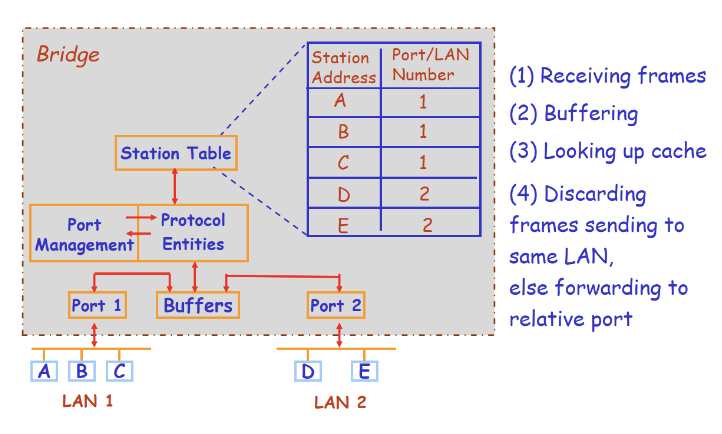 Bridge
Station Address
Port/LAN Number
A 1
B 1
C 1
D 2
E 2
Station Table
Port Management
Protocol Entities
Port 1
Buffers
Port 2
A B C
D E
LAN 1
LAN 2
(1) Receiving frames
(2) Buffering
(3) Looking up cache
(4) Discarding
frames sending to
same LAN,
else forwarding to
relative port